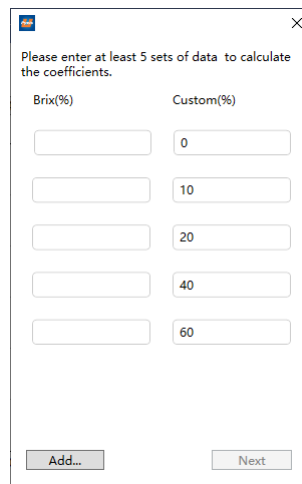 Please enter at least 5 sets of data to calculate
the coefficients.
Brix(%) Custom(%)
0
10
20
40
60
Add... Next